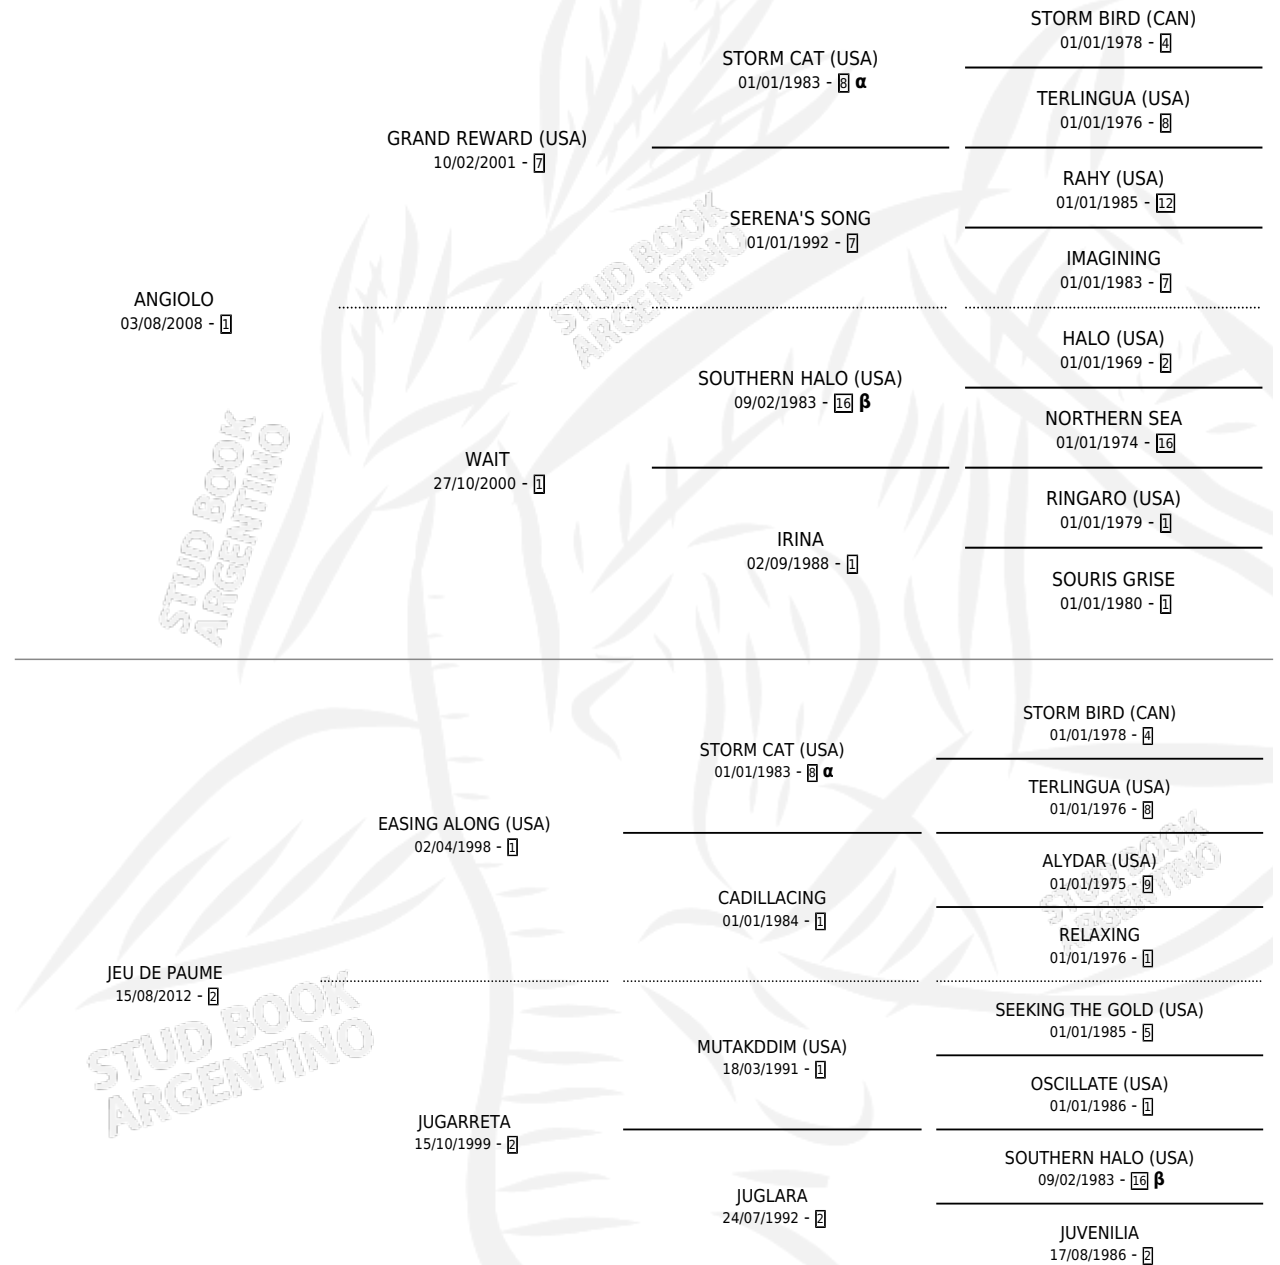 STORM BIRD (CAN)
01/01/1978 - 4
STORM CAT (USA)
01/01/1983 - 8 α
TERLINGUA (USA)
01/01/1976 - 8
GRAND REWARD (USA)
10/02/2001 - 7
RAHY (USA)
01/01/1985 - 12
SERENA'S SONG
01/01/1992 - 7
IMAGINING
01/01/1983 - 7
ANGIOLO
03/08/2008 - 1
HALO (USA)
01/01/1969 - 2
SOUTHERN HALO (USA)
09/02/1983 - 16 β
NORTHERN SEA
01/01/1974 - 16
WAIT
27/10/2000 - 1
RINGARO (USA)
01/01/1979 - 1
IRINA
02/09/1988 - 1
SOURIS GRISE
01/01/1980 - 1
STUD BOOK
ARGENTINO
STUD BOOK
ARGENTINO
STORM BIRD (CAN)
01/01/1978 - 4
STORM CAT (USA)
01/01/1983 - 8 α
TERLINGUA (USA)
01/01/1976 - 8
EASING ALONG (USA)
02/04/1998 - 1
ALYDAR (USA)
01/01/1975 - 9
CADILLACING
01/01/1984 - 1
RELAXING
01/01/1976 - 1
JEU DE PAUME
15/08/2012 - 2
SEEKING THE GOLD (USA)
01/01/1985 - 5
MUTAKDDIM (USA)
18/03/1991 - 1
OSCILLATE (USA)
01/01/1986 - 1
JUGARRETA
15/10/1999 - 2
SOUTHERN HALO (USA)
09/02/1983 - 16 β
JUGLARA
24/07/1992 - 2
JUVENILIA
17/08/1986 - 2
STUD BOOK
ARGENTINO
STUD BOOK
ARGENTINO